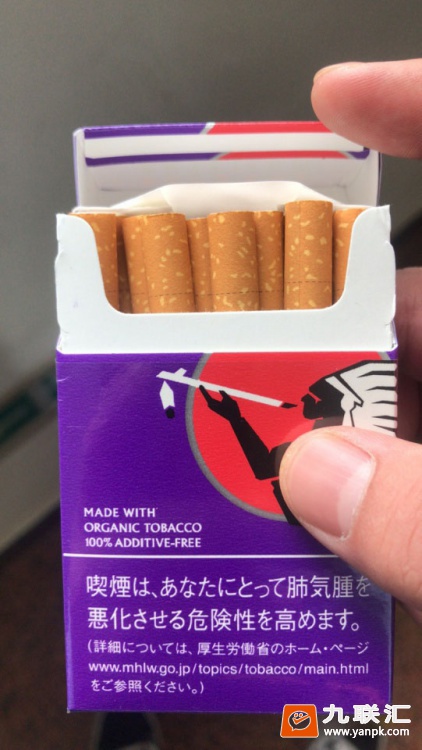 MADE WITH
ORGANIC TOBACCO
100% ADDITIVE-FREE
喫煙は、あなたにとって肺気腫を
悪化させる危険性を高めます。
（詳細については、厚生労働省のホーム・ページ
www.mhlw.go.jp/topics/tobacco/main.html
をご参照ください。）
九联汇
www.yanpk.com